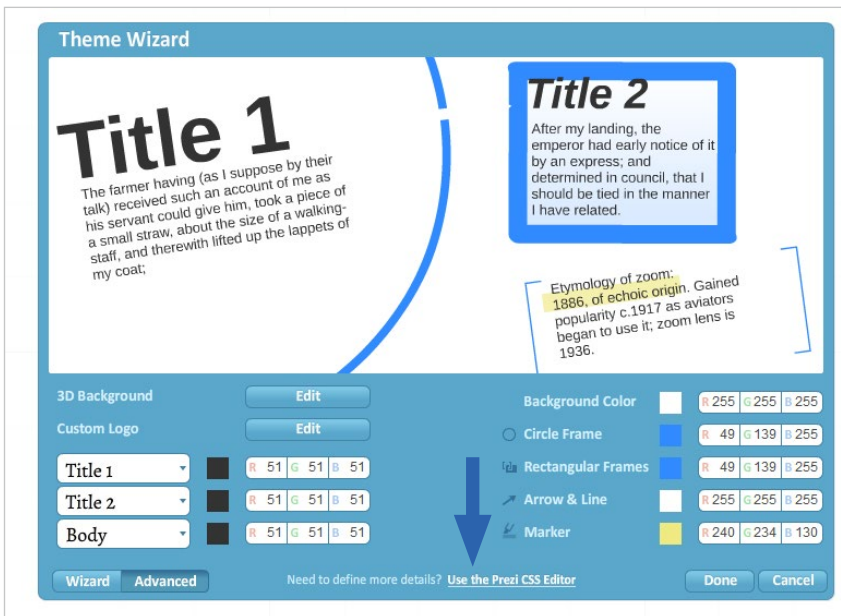 Theme Wizard
Title 1
The farmer having (as I suppose by their
talk) received such an account of me as
his servant could give him, took a piece of
a small straw, about the size of a walking-
staff, and therewith lifted up the lappets of
my coat;
Title 2
After my landing, the
emperor had early notice of it
by an express; and
determined in council, that I
should be tied in the manner
I have related.
Etymology of zoom:
1886, of echoic origin. Gained
popularity c.1917 as aviators
began to use it; zoom lens is
1936.
3D Background Edit
Custom Logo Edit
Title 1 R 51 G 51 B 51
Title 2 R 51 G 51 B 51
Body R 51 G 51 B 51
Background Color R 255 G 255 B 255
Circle Frame R 49 G 139 B 255
Rectangular Frames R 49 G 139 B 255
Arrow & Line R 255 G 255 B 255
Marker R 240 G 234 B 130
Wizard Advanced Need to define more details? Use the Prezi CSS Editor Done Cancel